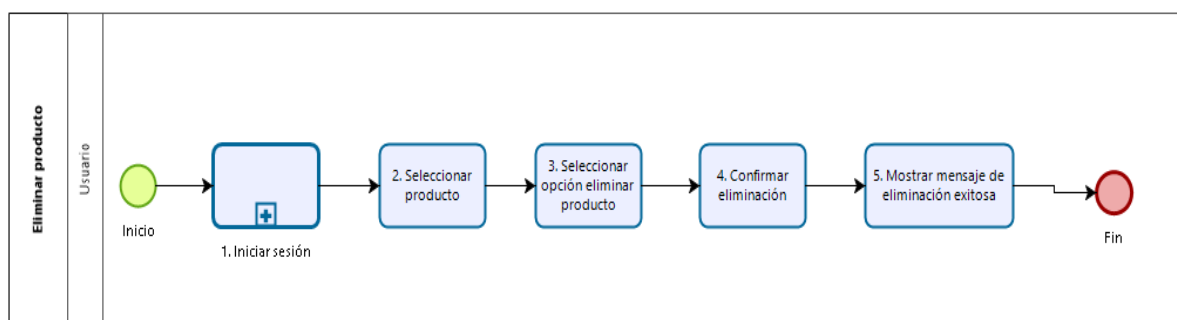 Eliminar producto
Usuario
Inicio
1. Iniciar sesión
2. Seleccionar
producto
3. Seleccionar
opción eliminar
producto
4. Confirmar
eliminación
5. Mostrar mensaje de
eliminación exitosa
Fin